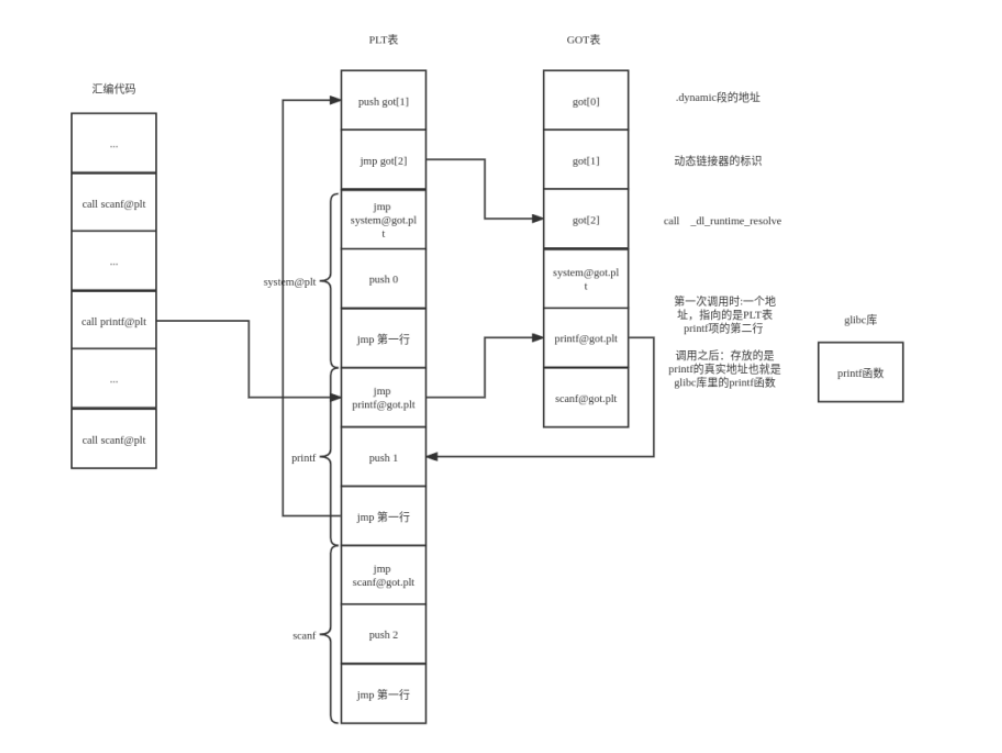 PLT表
GOT表
汇编代码
...
call scanf@plt
...
call printf@plt
...
call scanf@plt
push got[1]
jmp got[2]
jmp
system@got.pl
t
push 0
jmp 第一行
jmp
printf@got.plt
push 1
jmp 第一行
jmp
scanf@got.plt
push 2
jmp 第一行
system@plt
printf
scanf
got[0]
got[1]
got[2]
system@got.pl
t
printf@got.plt
scanf@got.plt
.dynamic段的地址
动态链接器的标识
call _dl_runtime_resolve
第一次调用时:一个地
址，指向的是PLT表
printf项的第二行
调用之后：存放的是
printf的真实地址也就是
glibc库里的printf函数
glibc库
printf函数